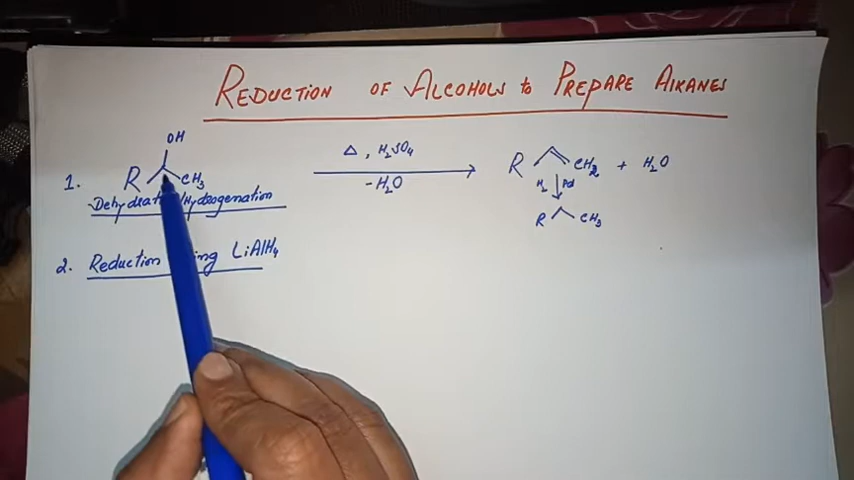 REDUCTION OF ALCOHOLS to PREPARE ALKANES
OH
1. R CH3 Δ, H2SO4 -H2O R CH2 + H2O
Dehydration/Hydrogenation H2 Pd
R CH3
2. Reduction using LiAlH4